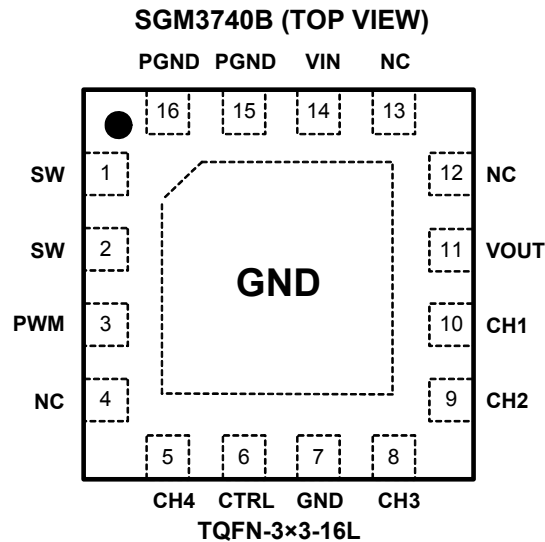 SGM3740B (TOP VIEW)
PGND PGND VIN NC
16 15 14 13
SW 1 12 NC
SW 2 11 VOUT
GND
PWM 3 10 CH1
NC 4 9 CH2
5 6 7 8
CH4 CTRL GND CH3
TQFN-3×3-16L